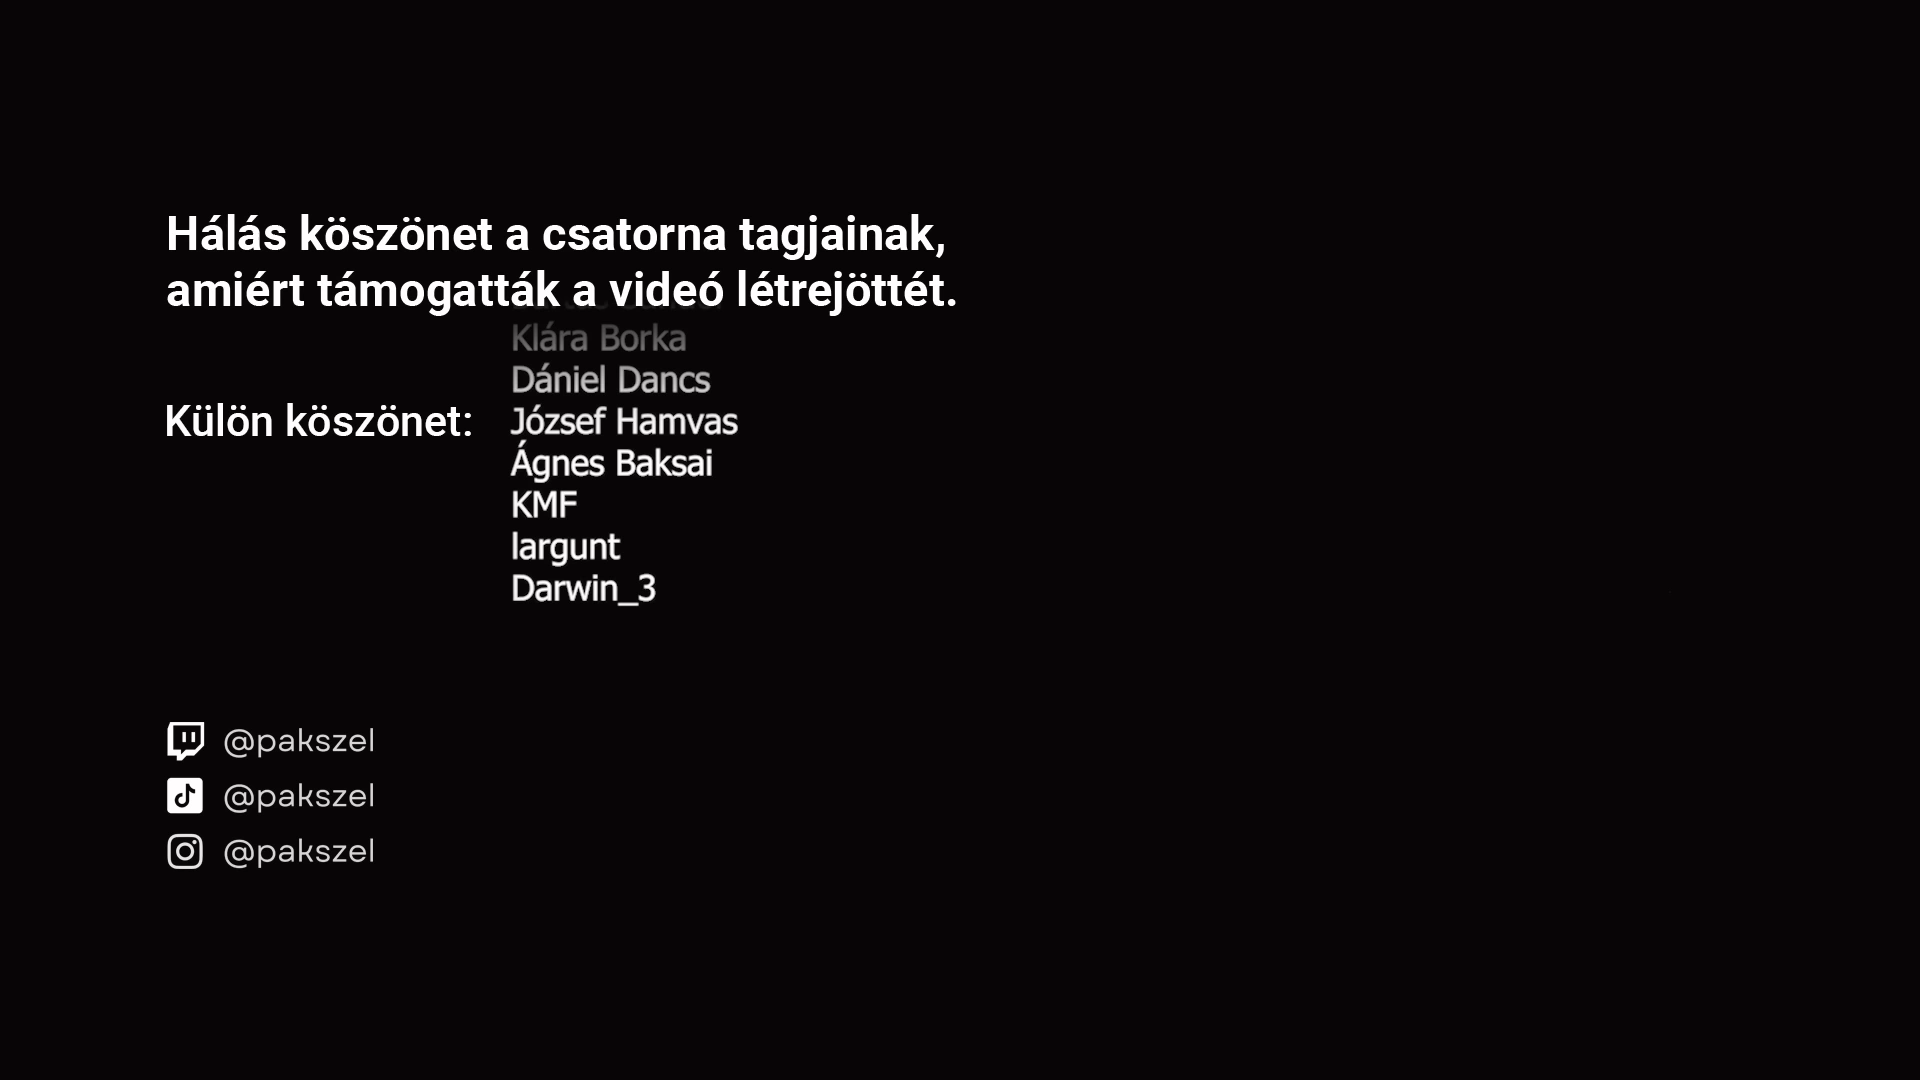 Hálás köszönet a csatorna tagjainak,
amiért támogatták a videó létrejöttét.
Klára Borka
Dániel Dancs
Külön köszönet: József Hamvas
Ágnes Baksai
KMF
largunt
Darwin_3
@pakszel
@pakszel
@pakszel